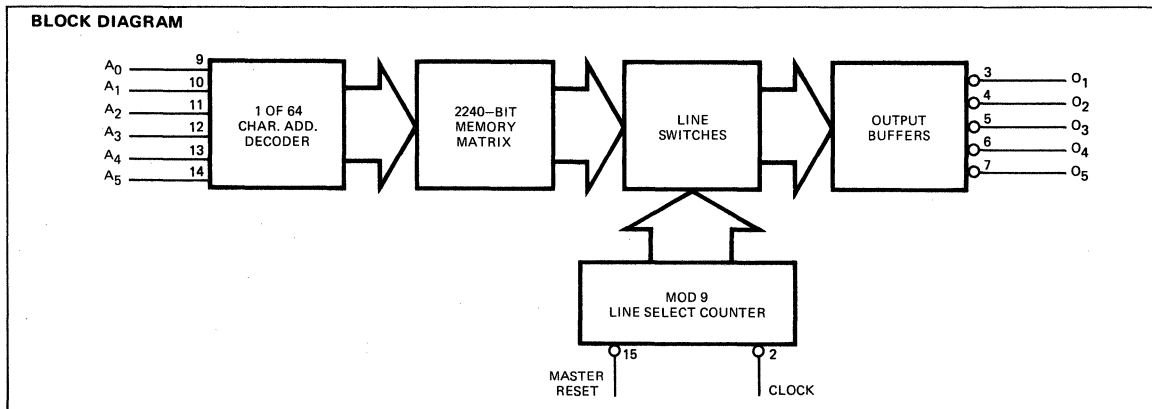 BLOCK DIAGRAM
A0 9
A1 10
A2 11
A3 12
A4 13
A5 14
1 OF 64
CHAR. ADD.
DECODER
2240-BIT
MEMORY
MATRIX
LINE
SWITCHES
OUTPUT
BUFFERS
3 O1
4 O2
5 O3
6 O4
7 O5
MOD 9
LINE SELECT COUNTER
15
MASTER
RESET
2
CLOCK